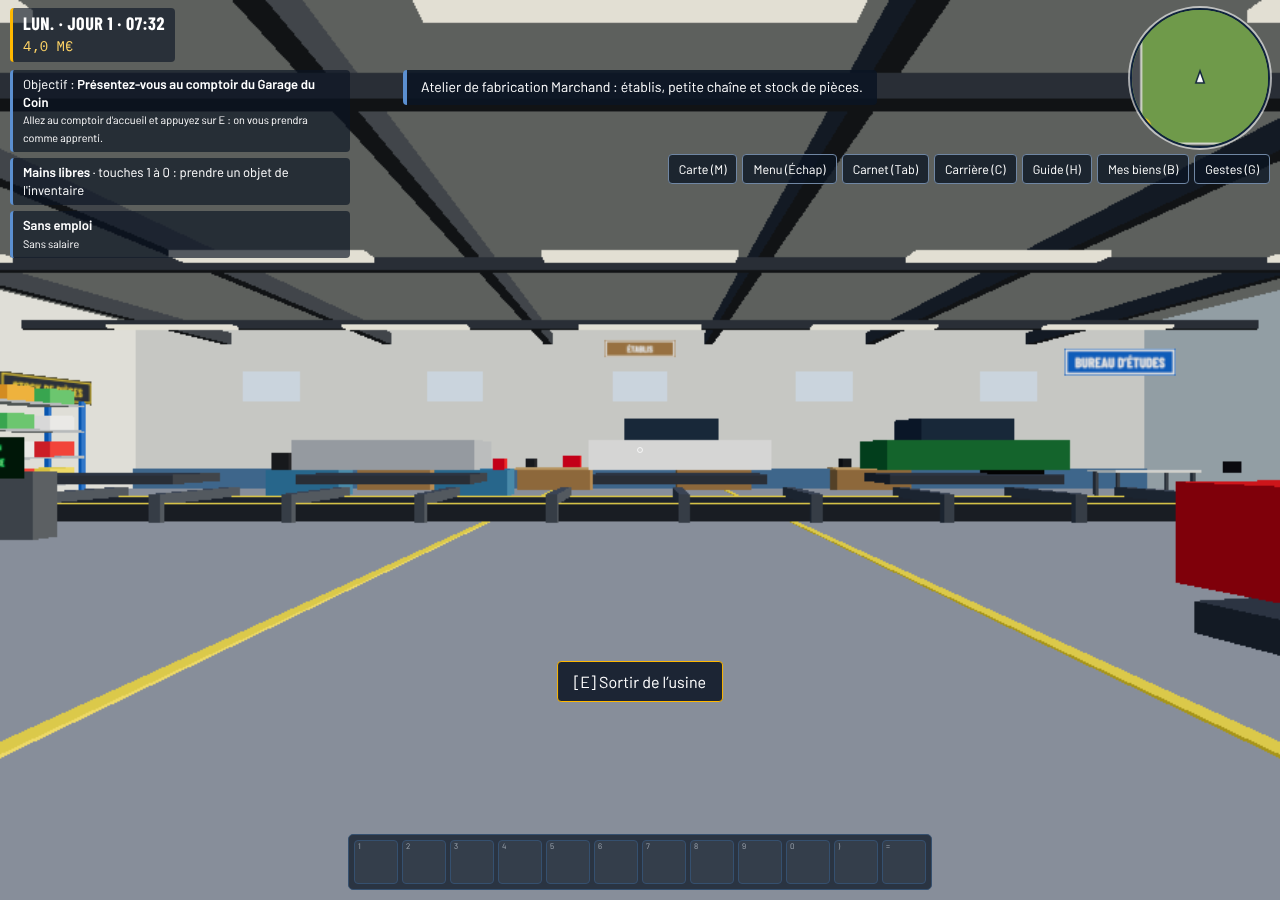 LUN. · JOUR 1 · 07:32
4,0 M€
Objectif : Présentez-vous au comptoir du Garage du
Coin
Allez au comptoir d'accueil et appuyez sur E : on vous prendra
comme apprenti.
Mains libres · touches 1 à 0 : prendre un objet de
l'inventaire
Sans emploi
Sans salaire
Atelier de fabrication Marchand : établis, petite chaîne et stock de pièces.
Carte (M)
Menu (Échap)
Carnet (Tab)
Carrière (C)
Guide (H)
Mes biens (B)
Gestes (G)
ÉTABLIS
BUREAU D'ÉTUDES
[E] Sortir de l'usine
1 2 3 4 5 6 7 8 9 0 ) =